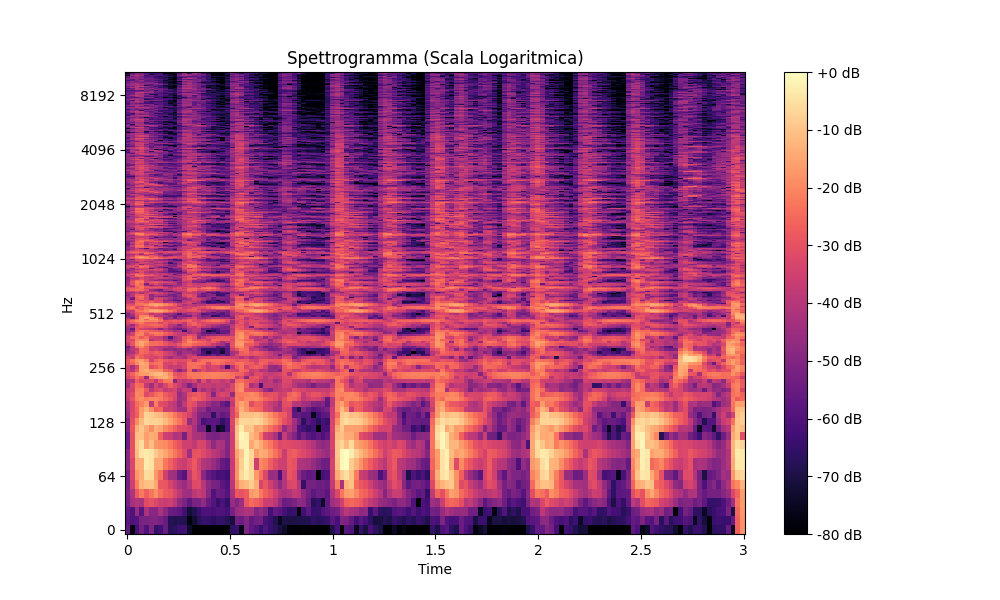 Spettrogramma (Scala Logaritmica)
Hz
8192
4096
2048
1024
512
256
128
64
0
0 0.5 1 1.5 2 2.5 3
Time
+0 dB
-10 dB
-20 dB
-30 dB
-40 dB
-50 dB
-60 dB
-70 dB
-80 dB